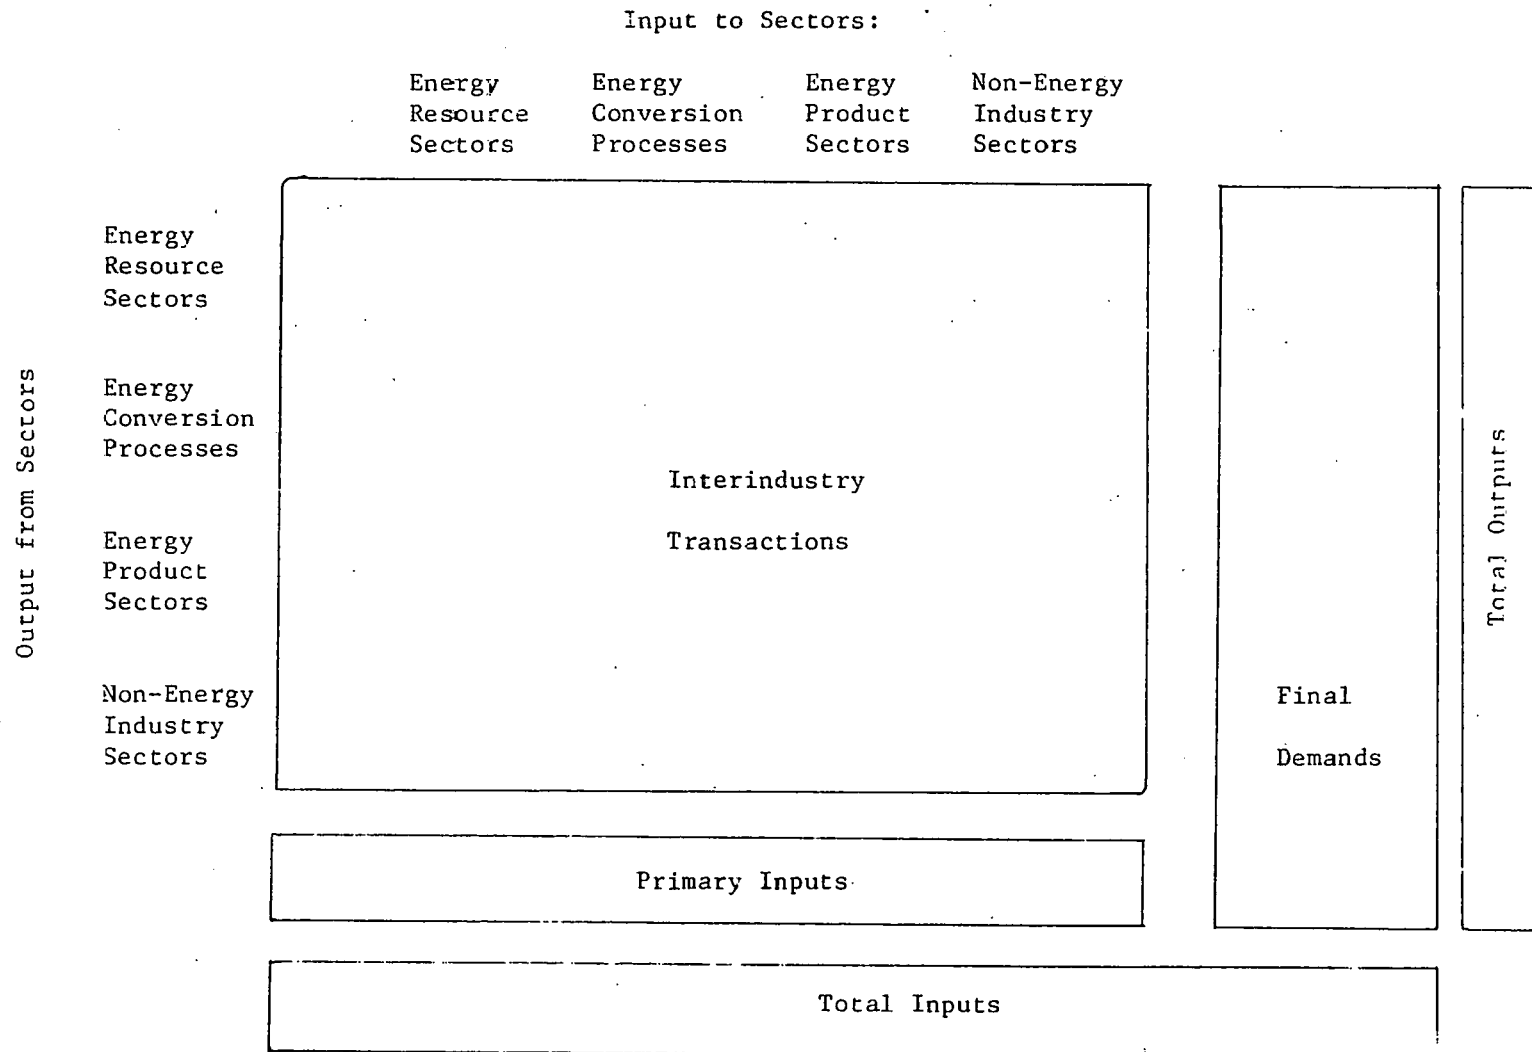 Input to Sectors:
Energy Energy Energy Non-Energy
Resource Conversion Product Industry
Sectors Processes Sectors Sectors
Output from Sectors
Energy
Resource
Sectors
Energy
Conversion
Processes
Energy
Product
Sectors
Non-Energy
Industry
Sectors
Interindustry
Transactions
Final
Demands
Total Outputs
Primary Inputs
Total Inputs